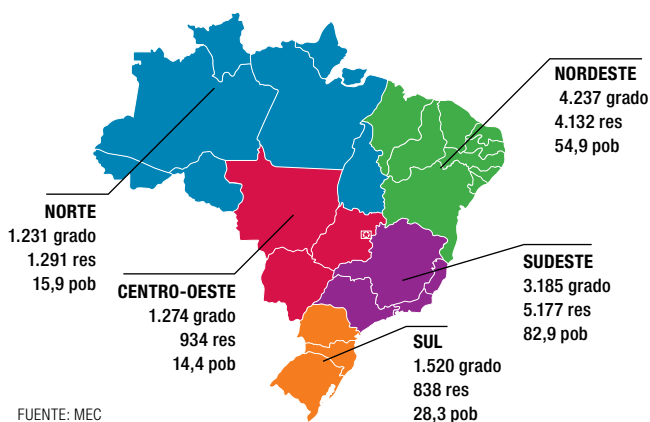 NORDESTE
4.237 grado
4.132 res
54,9 pob
NORTE
1.231 grado
1.291 res
15,9 pob
CENTRO-OESTE
1.274 grado
934 res
14,4 pob
SUDESTE
3.185 grado
5.177 res
82,9 pob
SUL
1.520 grado
838 res
28,3 pob
FUENTE: MEC